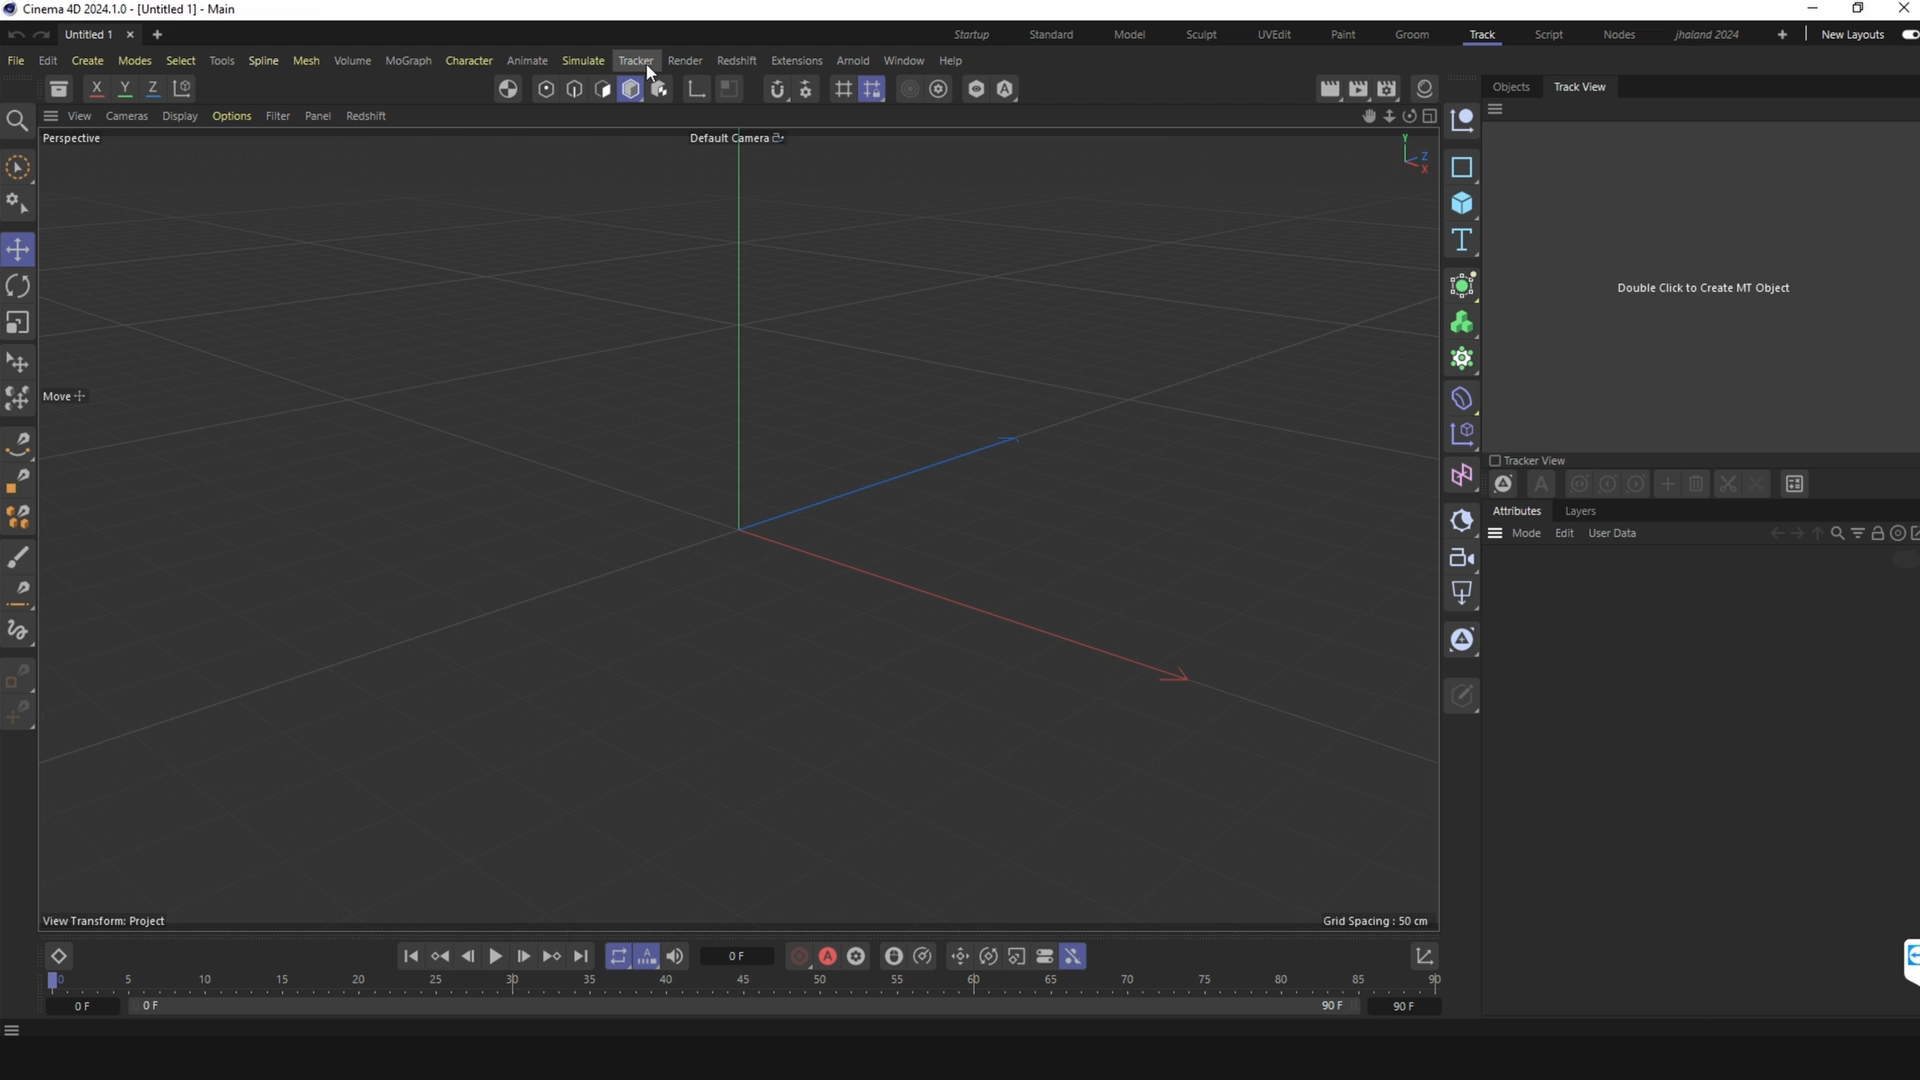 Cinema 4D 2024.1.0 - [Untitled 1] - Main
Untitled 1
Startup Standard Model Sculpt UVEdit Paint Groom Track Script Nodes jhaland 2024 New Layouts
File Edit Create Modes Select Tools Spline Mesh Volume MoGraph Character Animate Simulate Tracker Render Redshift Extensions Arnold Window Help
X Y Z
Objects Track View
View Cameras Display Options Filter Panel Redshift
Perspective
Default Camera
Y
Z
X
Double Click to Create MT Object
Move
Tracker View
Attributes Layers
Mode Edit User Data
View Transform: Project
Grid Spacing : 50 cm
0 F
0 5 10 15 20 25 30 35 40 45 50 55 60 65 70 75 80 85 90
0 F 0 F 90 F 90 F